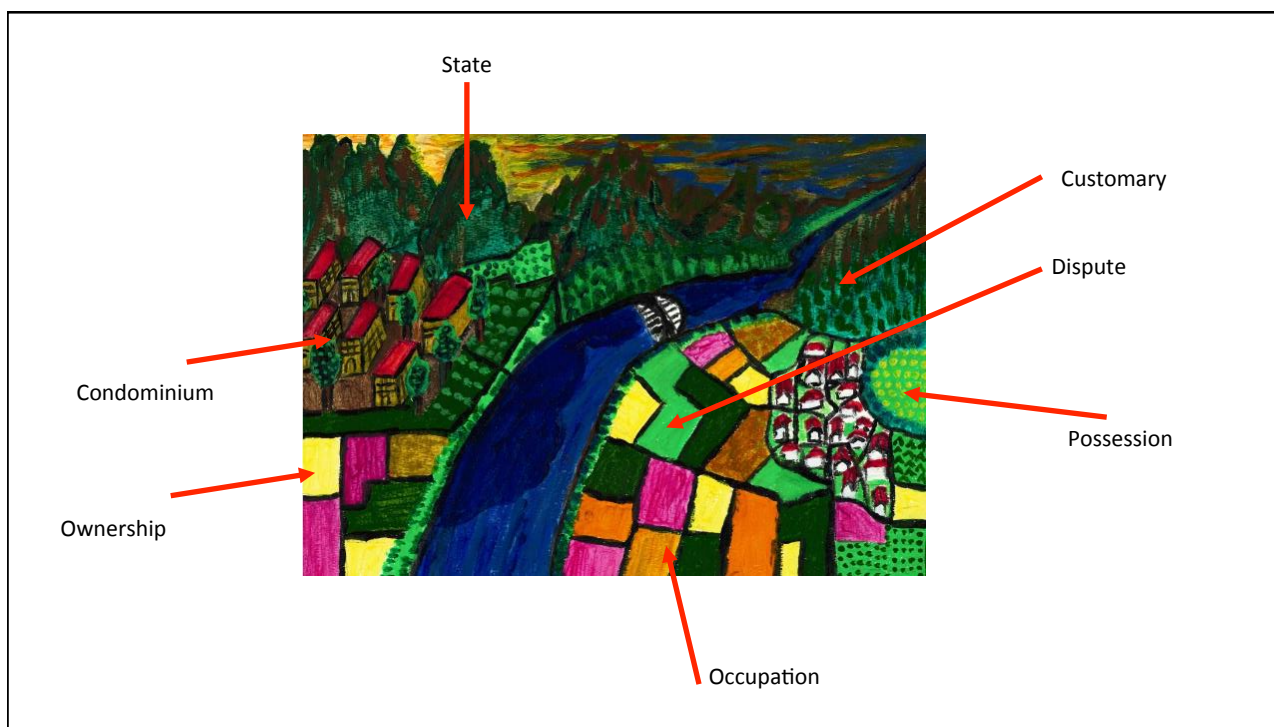 State
Customary
Dispute
Condominium
Possession
Ownership
Occupation